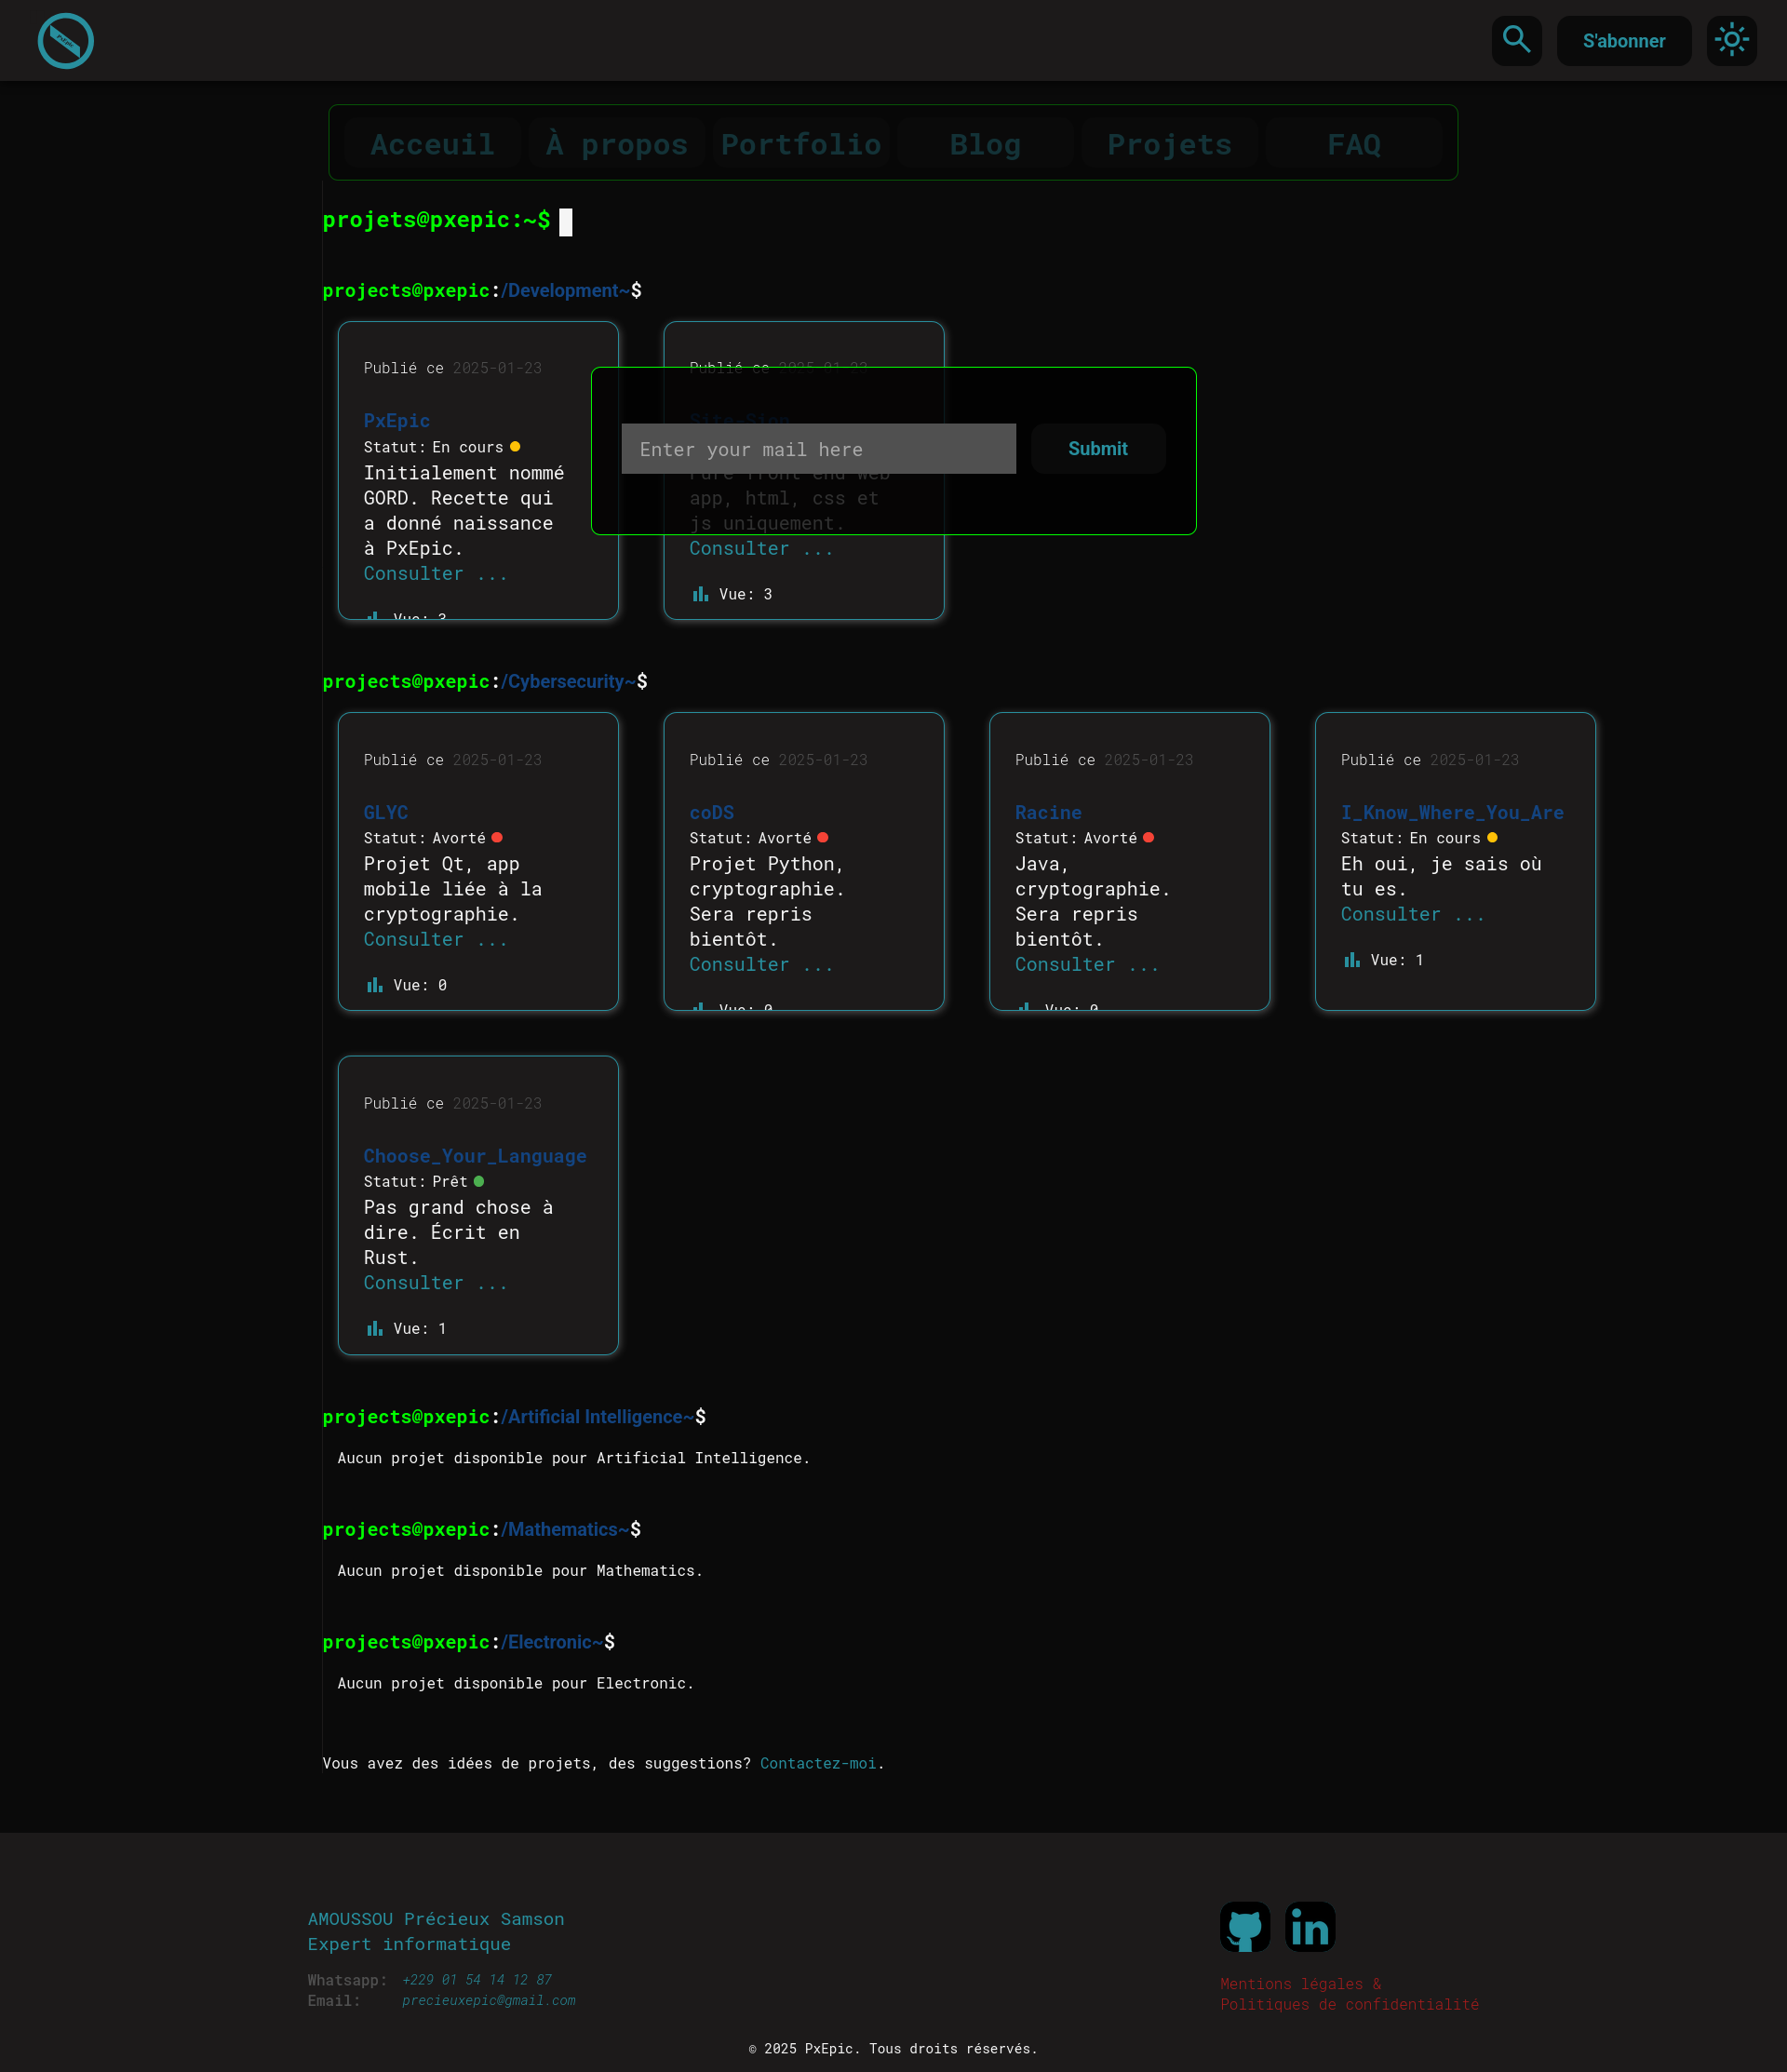 PxEpic
S'abonner
Acceuil À propos Portfolio Blog Projets FAQ
projets@pxepic:~$
projects@pxepic:/Development~$
Publié ce 2025-01-23
PxEpic
Statut: En cours
Initialement nommé
GORD. Recette qui
a donné naissance
à PxEpic.
Consulter ...
Vue: 3
Publié ce 2025-01-23
Site-Sion
Pure front end web
app, html, css et
js uniquement.
Consulter ...
Vue: 3
Enter your mail here
Submit
projects@pxepic:/Cybersecurity~$
Publié ce 2025-01-23
GLYC
Statut: Avorté
Projet Qt, app
mobile liée à la
cryptographie.
Consulter ...
Vue: 0
Publié ce 2025-01-23
coDS
Statut: Avorté
Projet Python,
cryptographie.
Sera repris
bientôt.
Consulter ...
Vue: 0
Publié ce 2025-01-23
Racine
Statut: Avorté
Java,
cryptographie.
Sera repris
bientôt.
Consulter ...
Vue: 0
Publié ce 2025-01-23
I_Know_Where_You_Are
Statut: En cours
Eh oui, je sais où
tu es.
Consulter ...
Vue: 1
Publié ce 2025-01-23
Choose_Your_Language
Statut: Prêt
Pas grand chose à
dire. Écrit en
Rust.
Consulter ...
Vue: 1
projects@pxepic:/Artificial Intelligence~$
Aucun projet disponible pour Artificial Intelligence.
projects@pxepic:/Mathematics~$
Aucun projet disponible pour Mathematics.
projects@pxepic:/Electronic~$
Aucun projet disponible pour Electronic.
Vous avez des idées de projets, des suggestions? Contactez-moi.
AMOUSSOU Précieux Samson
Expert informatique
Whatsapp: +229 01 54 14 12 87
Email: precieuxepic@gmail.com
Mentions légales &
Politiques de confidentialité
© 2025 PxEpic. Tous droits réservés.